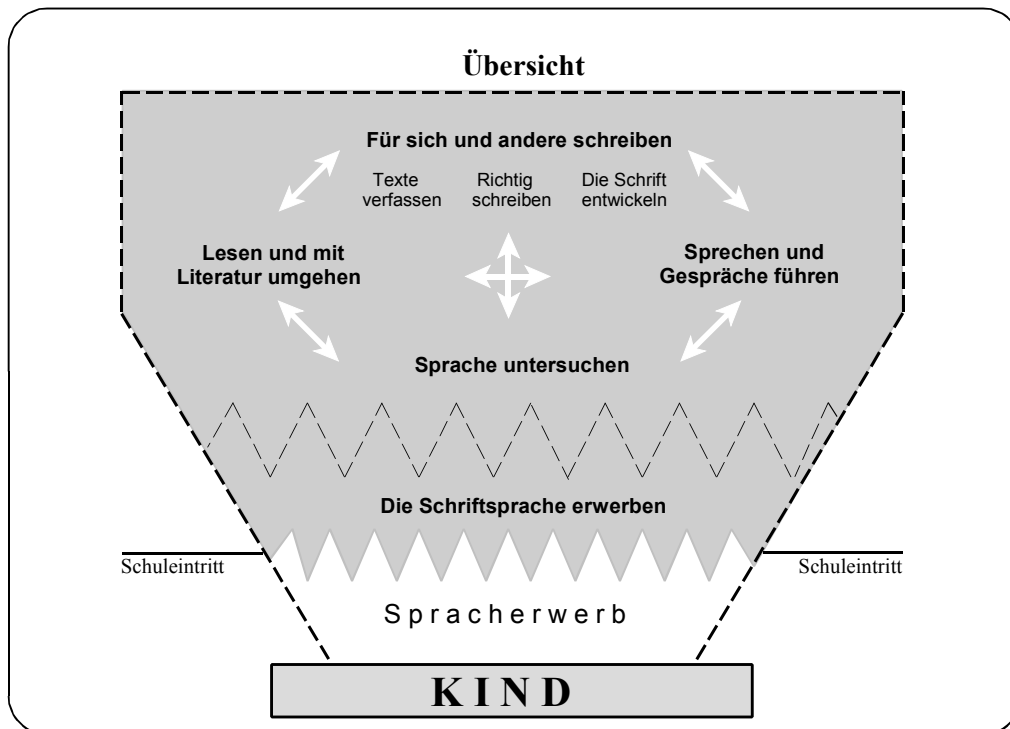 Übersicht
Für sich und andere schreiben
Texte
verfassen
Richtig
schreiben
Die Schrift
entwickeln
Lesen und mit
Literatur umgehen
Sprechen und
Gespräche führen
Sprache untersuchen
Die Schriftsprache erwerben
Schuleintritt
Schuleintritt
Spracherwerb
KIND